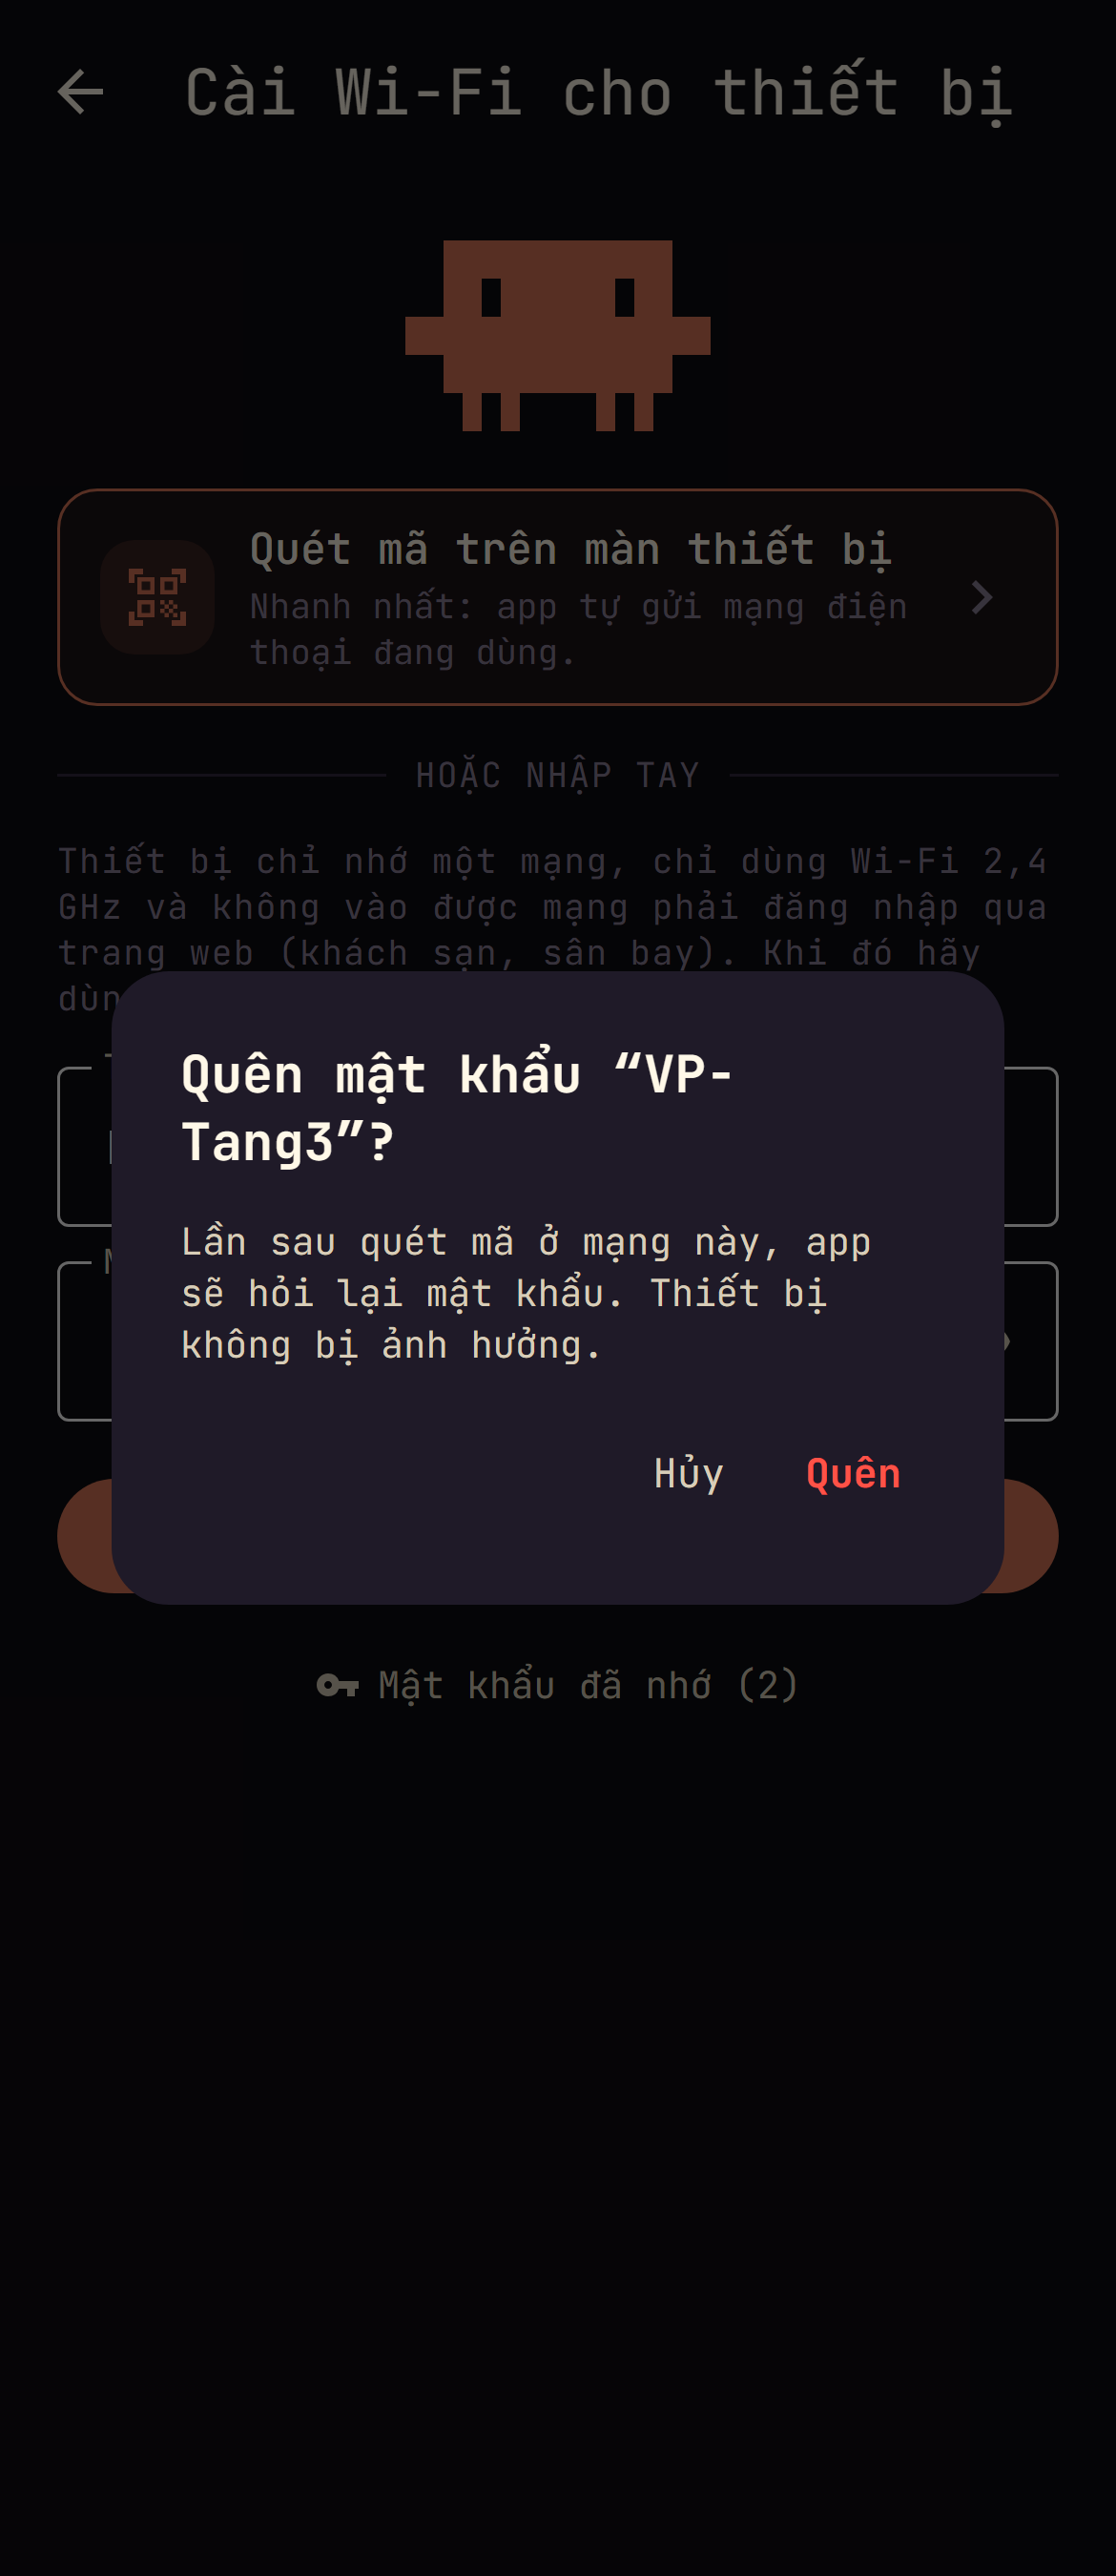 Cài Wi-Fi cho thiết bị
Quét mã trên màn thiết bị
Nhanh nhất: app tự gửi mạng điện
thoại đang dùng.
HOẶC NHẬP TAY
Thiết bị chỉ nhớ một mạng, chỉ dùng Wi-Fi 2,4
GHz và không vào được mạng phải đăng nhập qua
trang web (khách sạn, sân bay). Khi đó hãy
Quên mật khẩu “VP-
Tang3”?
Lần sau quét mã ở mạng này, app
sẽ hỏi lại mật khẩu. Thiết bị
không bị ảnh hưởng.
Hủy Quên
Mật khẩu đã nhớ (2)